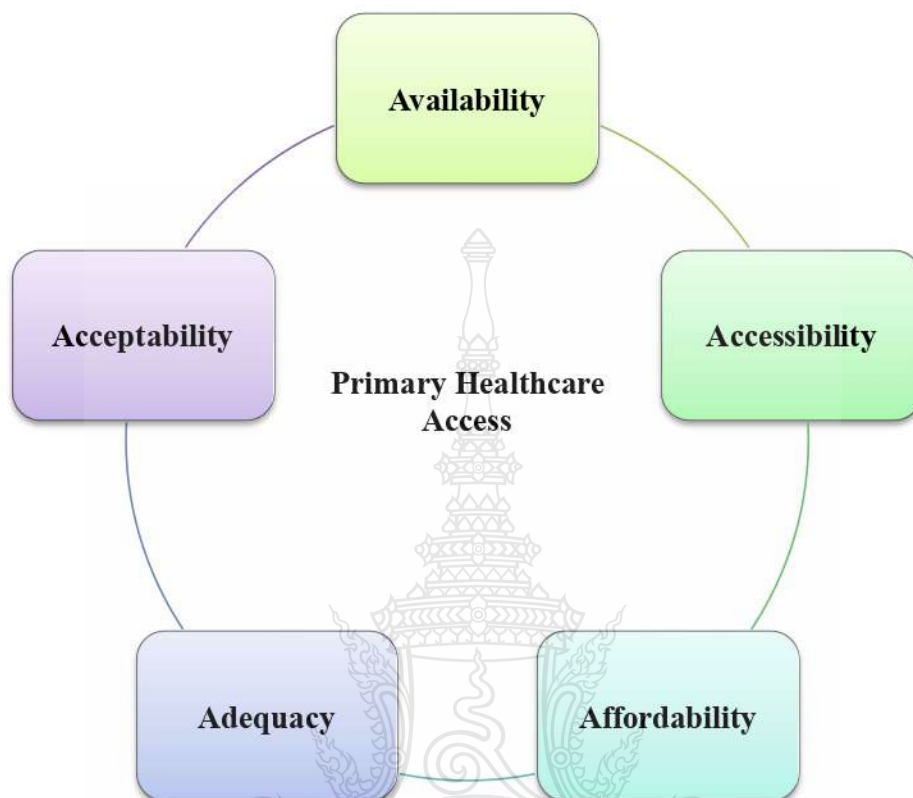 Availability
Acceptability
Accessibility
Primary Healthcare
Access
Adequacy
Affordability